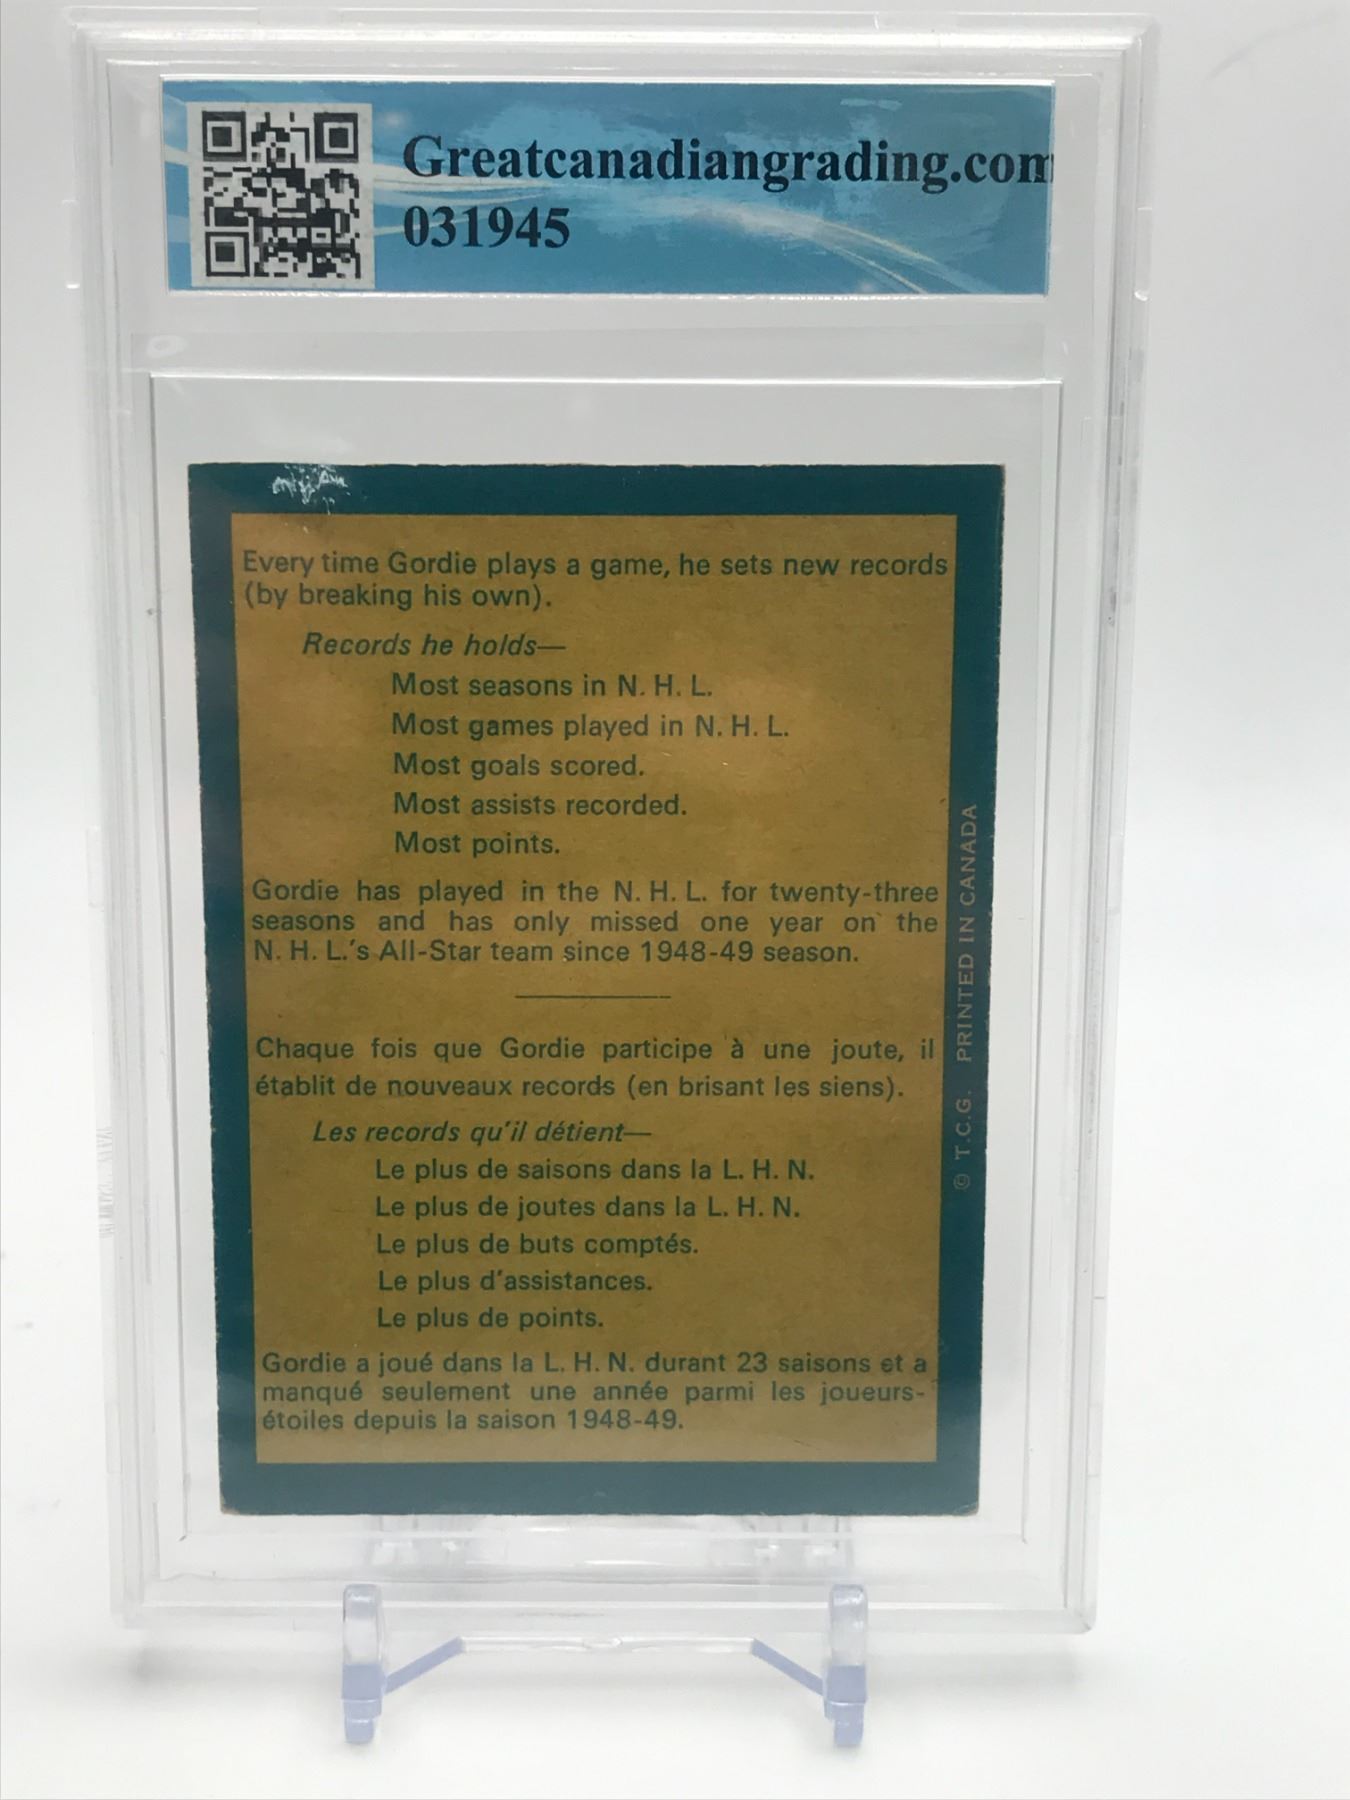 Greatcanadiangrading.com
031945
Every time Gordie plays a game, he sets new records
(by breaking his own).
Records he holds—
Most seasons in N. H. L.
Most games played in N. H. L.
Most goals scored.
Most assists recorded.
Most points.
Gordie has played in the N. H. L. for twenty-three
seasons and has only missed one year on the
N. H. L.'s All-Star team since 1948-49 season.
Chaque fois que Gordie participe à une joute, il
établit de nouveaux records (en brisant les siens).
Les records qu'il détient—
Le plus de saisons dans la L. H. N.
Le plus de joutes dans la L. H. N.
Le plus de buts comptés.
Le plus d'assistances.
Le plus de points.
Gordie a joué dans la L. H. N. durant 23 saisons et a
manqué seulement une année parmi les joueurs-
étoiles depuis la saison 1948-49.
© T.C.G. PRINTED IN CANADA